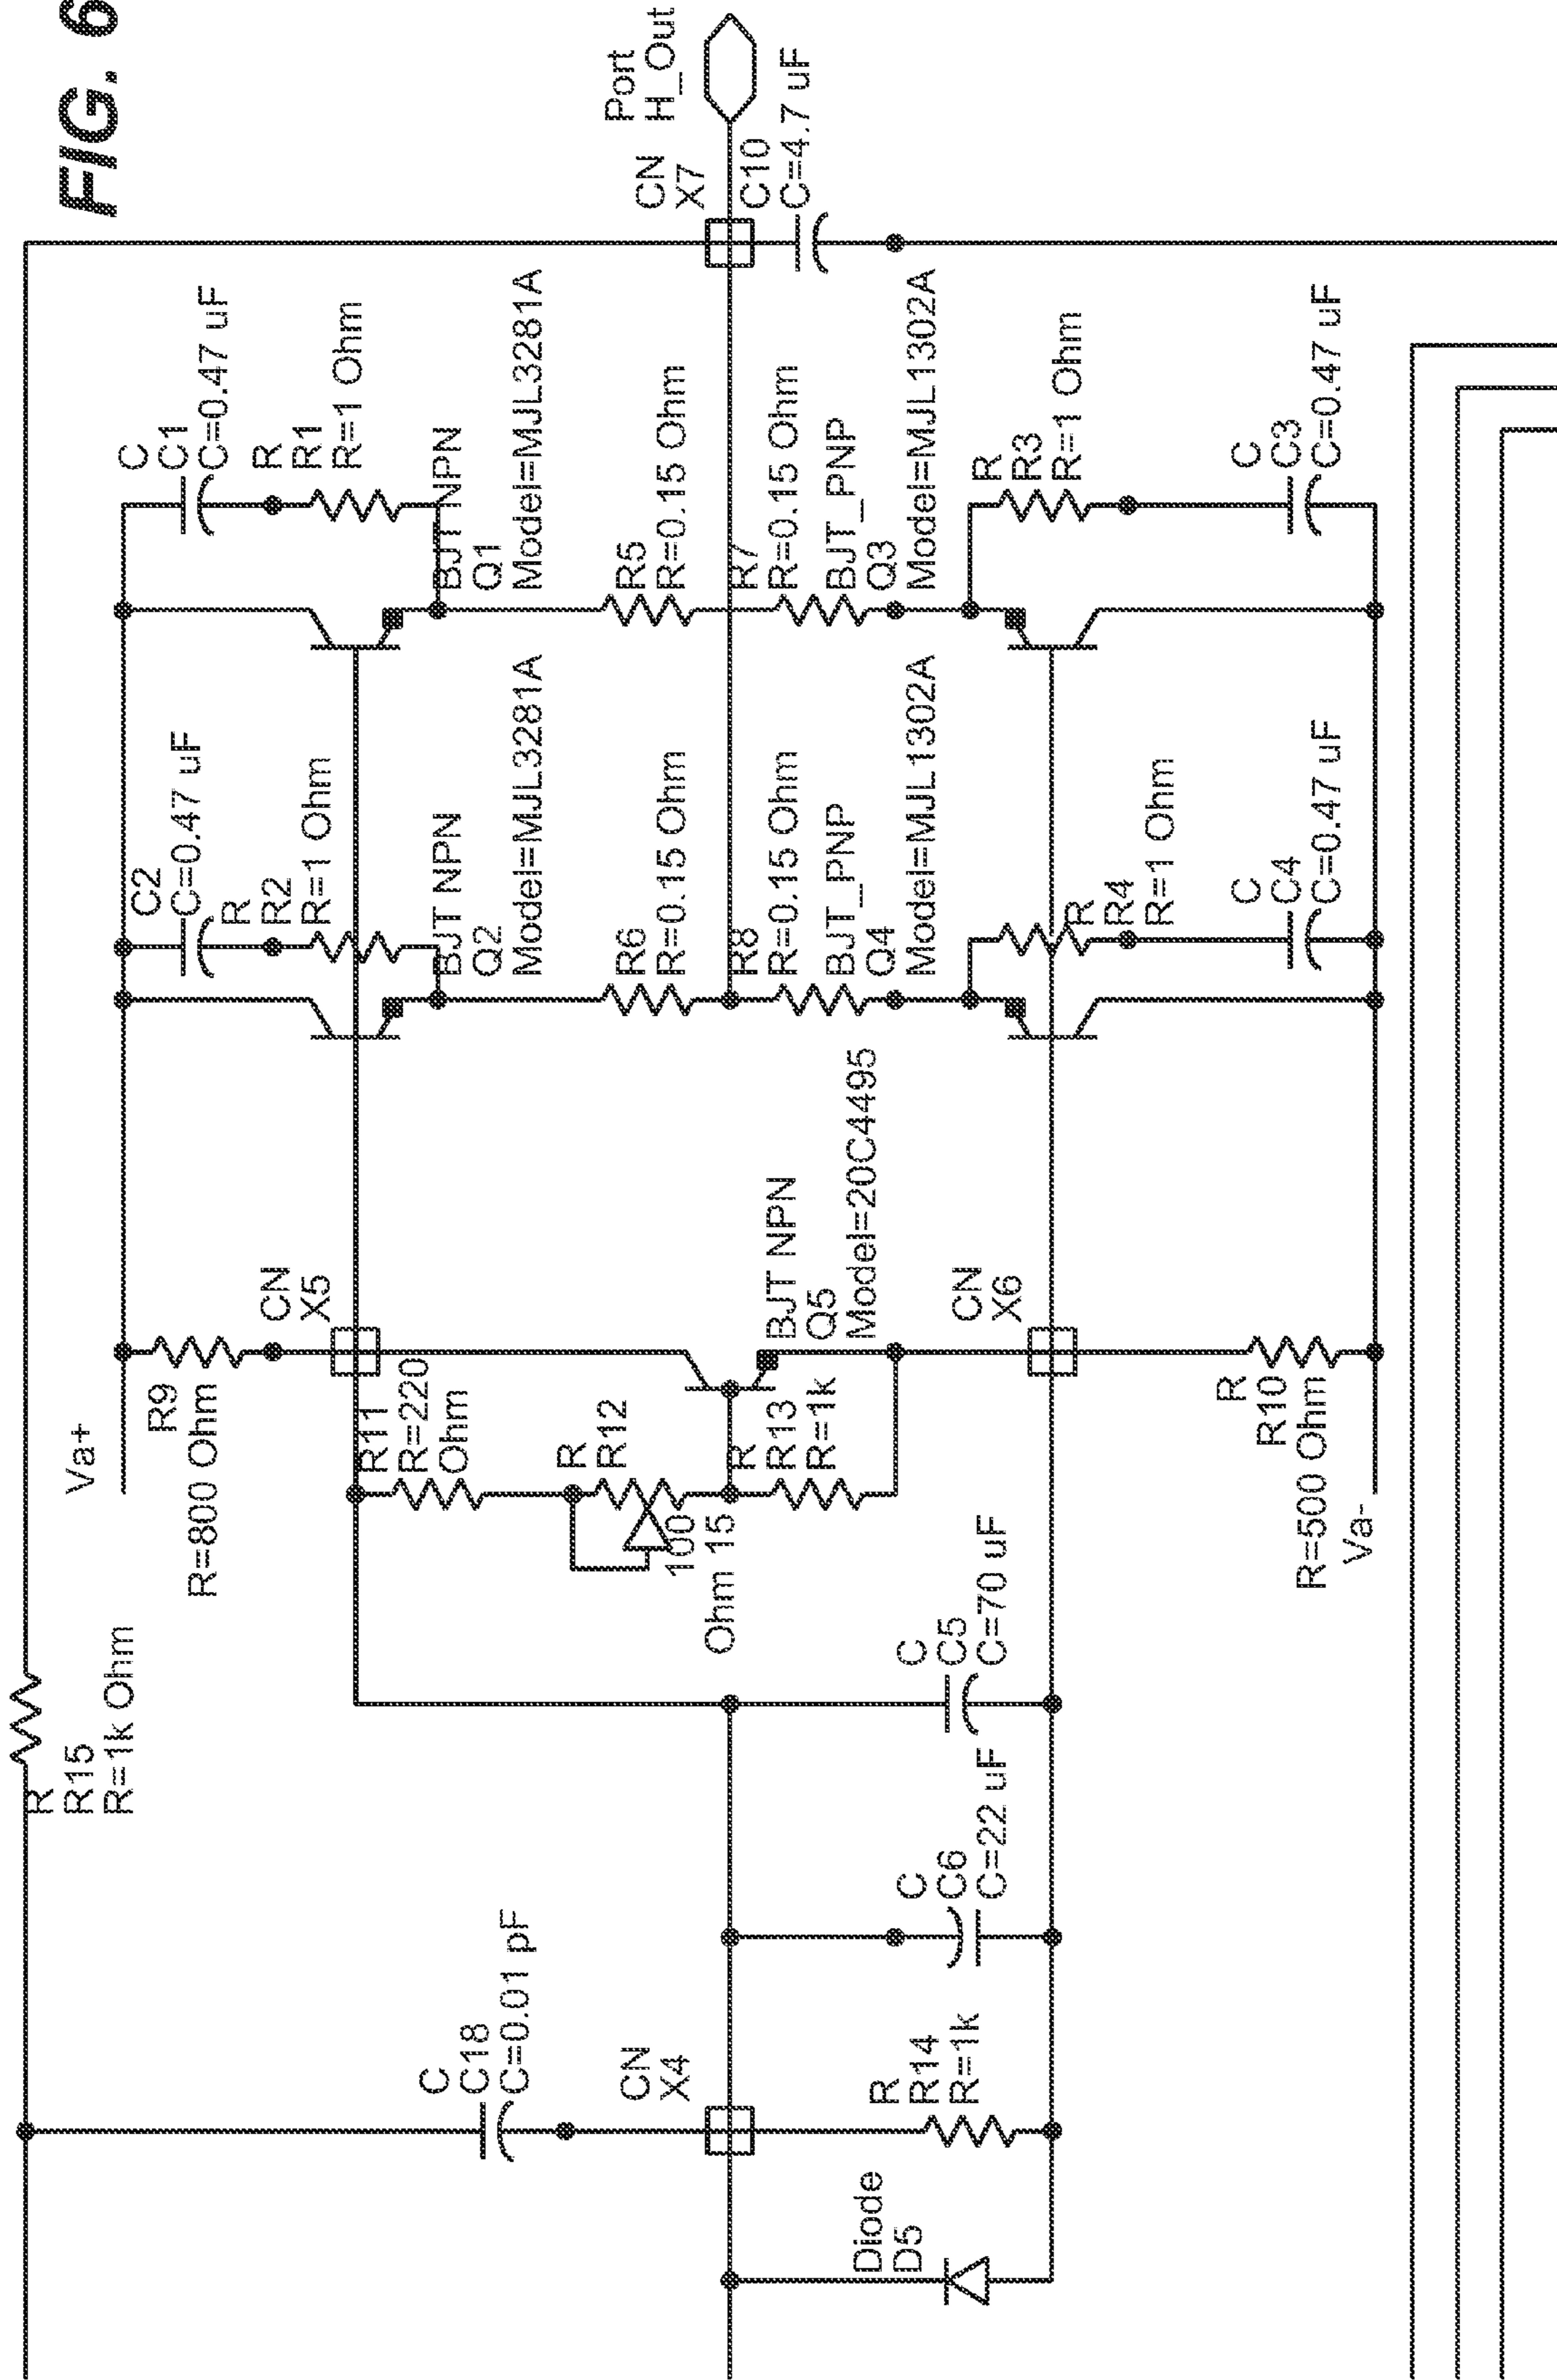 FIG. 6
Port
H_Out
CN
X7
C10
C=4.7 uF
C
C1
C=0.47 uF
R
R1
R=1 Ohm
BJT NPN
Q1
Model=MJL3281A
R5
R=0.15 Ohm
R7
R=0.15 Ohm
BJT_PNP
Q3
Model=MJL1302A
R
R3
R=1 Ohm
C
C3
C=0.47 uF
C2
C=0.47 uF
R
R2
R=1 Ohm
BJT NPN
Q2
Model=MJL3281A
R6
R=0.15 Ohm
R8
R=0.15 Ohm
BJT_PNP
Q4
Model=MJL1302A
R
R4
R=1 Ohm
C
C4
C=0.47 uF
Va+
R9
R=800 Ohm
CN
X5
R11
R=220
Ohm
R
R12
100
Ohm 15
R
R13
R=1k
BJT NPN
Q5
Model=20C4495
CN
X6
R
R10
R=500 Ohm
Va-
R
R15
R=1k Ohm
C
C5
C=70 uF
C
C6
C=22 uF
C
C18
C=0.01 pF
CN
X4
R
R14
R=1k
Diode
D5